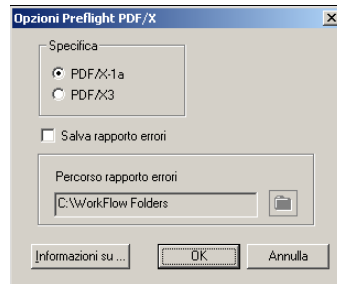 Opzioni Preflight PDF/X
Specifica
PDF/X-1a
PDF/X3
Salva rapporto errori
Percorso rapporto errori
C:\WorkFlow Folders
Informazioni su ...
OK
Annulla